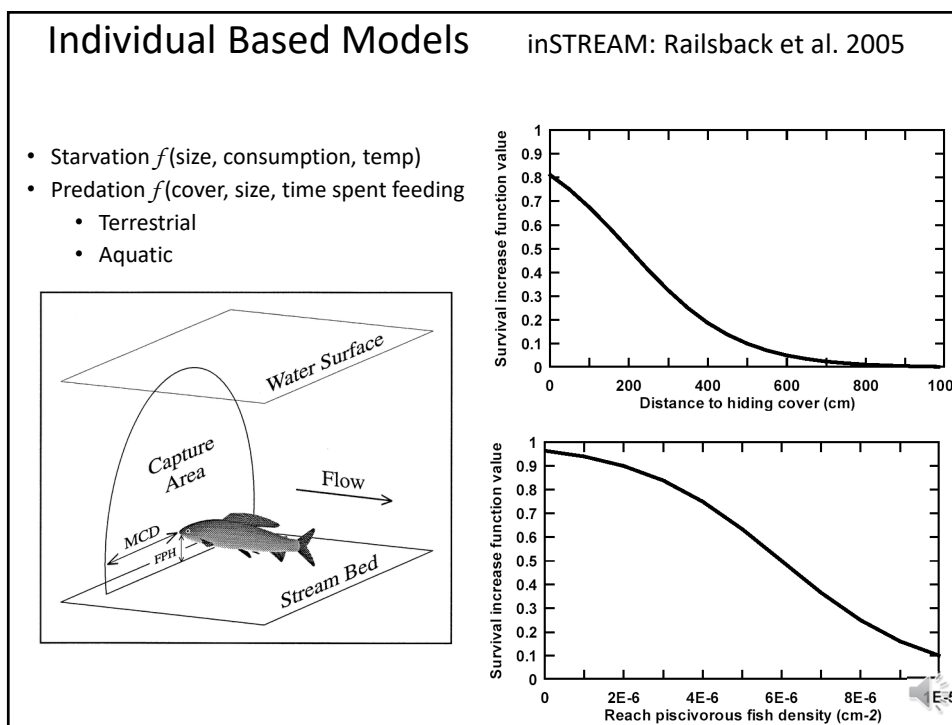 Individual Based Models
inSTREAM: Railsback et al. 2005
• Starvation f(size, consumption, temp)
• Predation f(cover, size, time spent feeding
• Terrestrial
• Aquatic
Water Surface
Capture
Area
Flow
MCD
FPH
Stream Bed
Survival increase function value
1
0.9
0.8
0.7
0.6
0.5
0.4
0.3
0.2
0.1
0
0 200 400 600 800 100
Distance to hiding cover (cm)
Survival increase function value
1
0.9
0.8
0.7
0.6
0.5
0.4
0.3
0.2
0.1
0
0 2E-6 4E-6 6E-6 8E-6 1E-5
Reach piscivorous fish density (cm-2)